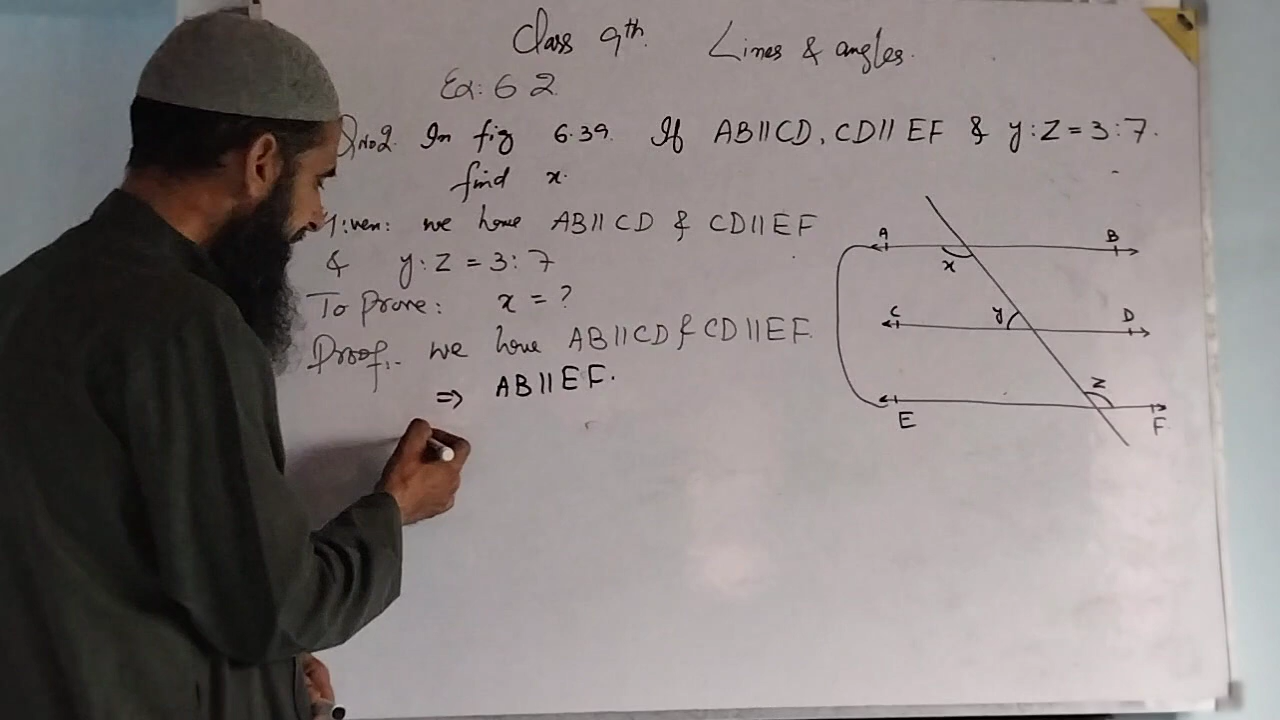 Class 9th. Lines & angles.
Ex: 6 2
Qno2. In fig 6.39. If AB||CD, CD|| EF & y:z = 3:7.
find x.
Given: we have AB||CD & CD||EF
& y:z = 3:7
To Prove: x = ?
Proof:- we have AB||CD & CD||EF.
=> AB||EF.
A B
x
C y D
z
E F